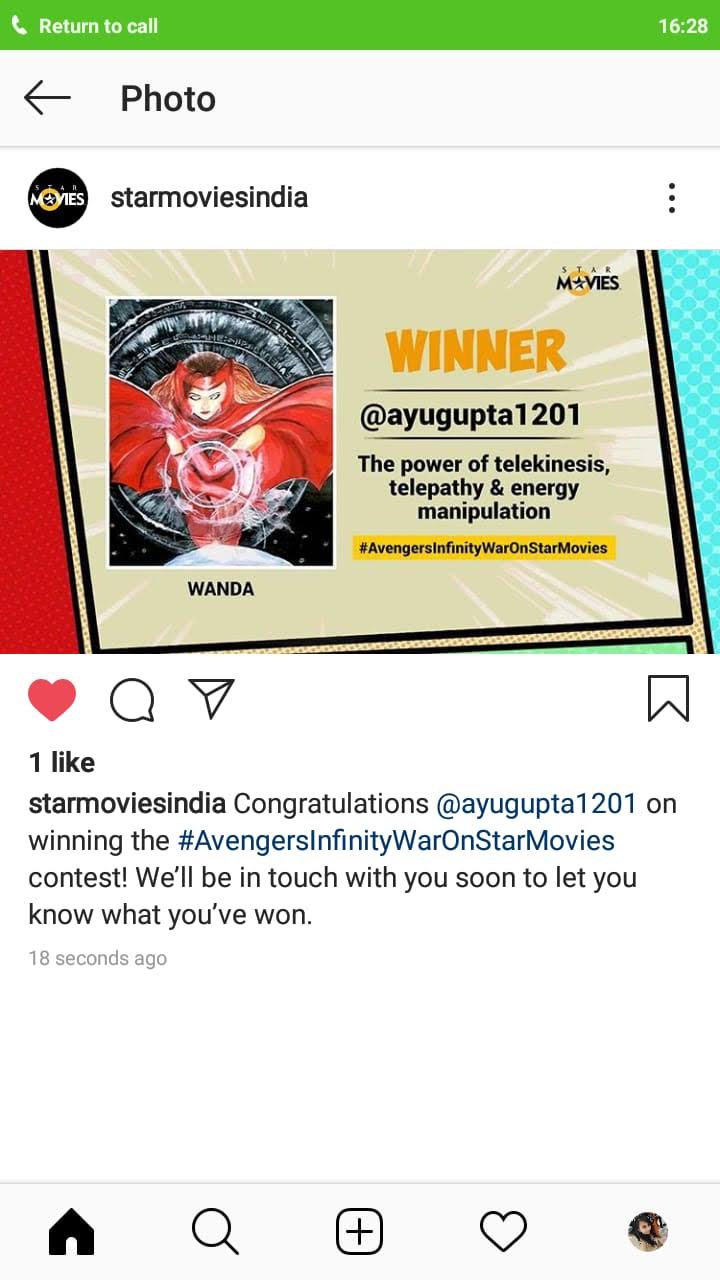 Return to call 16:28
Photo
STAR MOVIES starmoviesindia
STAR
MOVIES
WINNER
@ayugupta1201
The power of telekinesis,
telepathy & energy
manipulation
#AvengersInfinityWarOnStarMovies
WANDA
1 like
starmoviesindia Congratulations @ayugupta1201 on
winning the #AvengersInfinityWarOnStarMovies
contest! We’ll be in touch with you soon to let you
know what you’ve won.
18 seconds ago